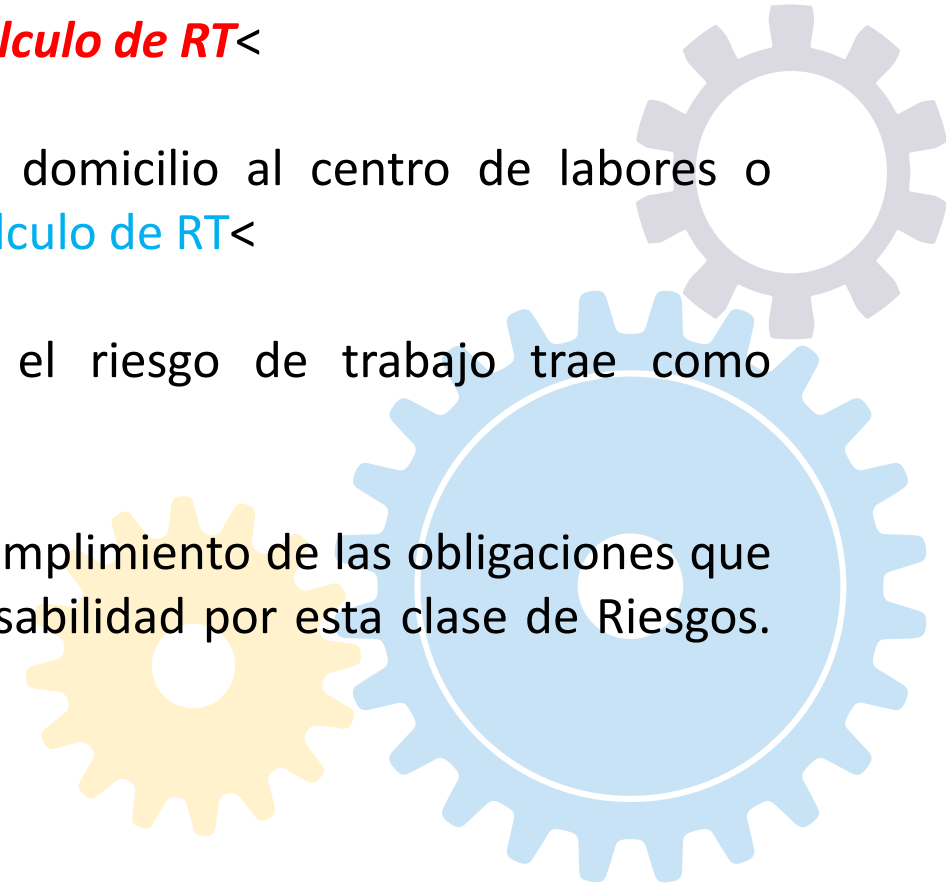 lculo de RT<
domicilio al centro de labores o
lculo de RT<
el riesgo de trabajo trae como
mplimiento de las obligaciones que
sabilidad por esta clase de Riesgos.